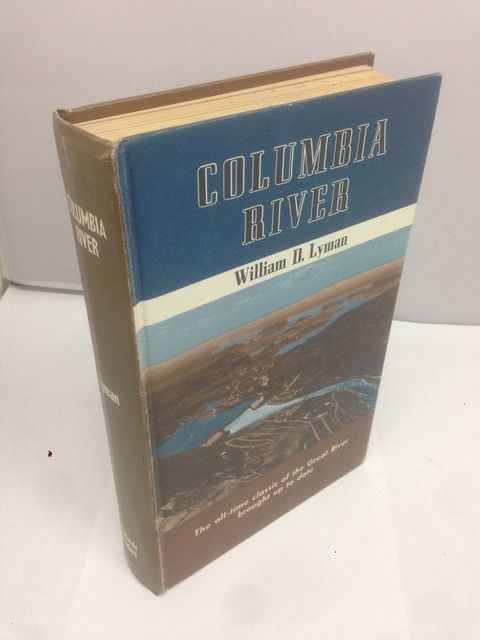 COLUMBIA
RIVER
William D. Lyman
The all-time classic of the Great River
brought up to date
COLUMBIA
RIVER
Lyman